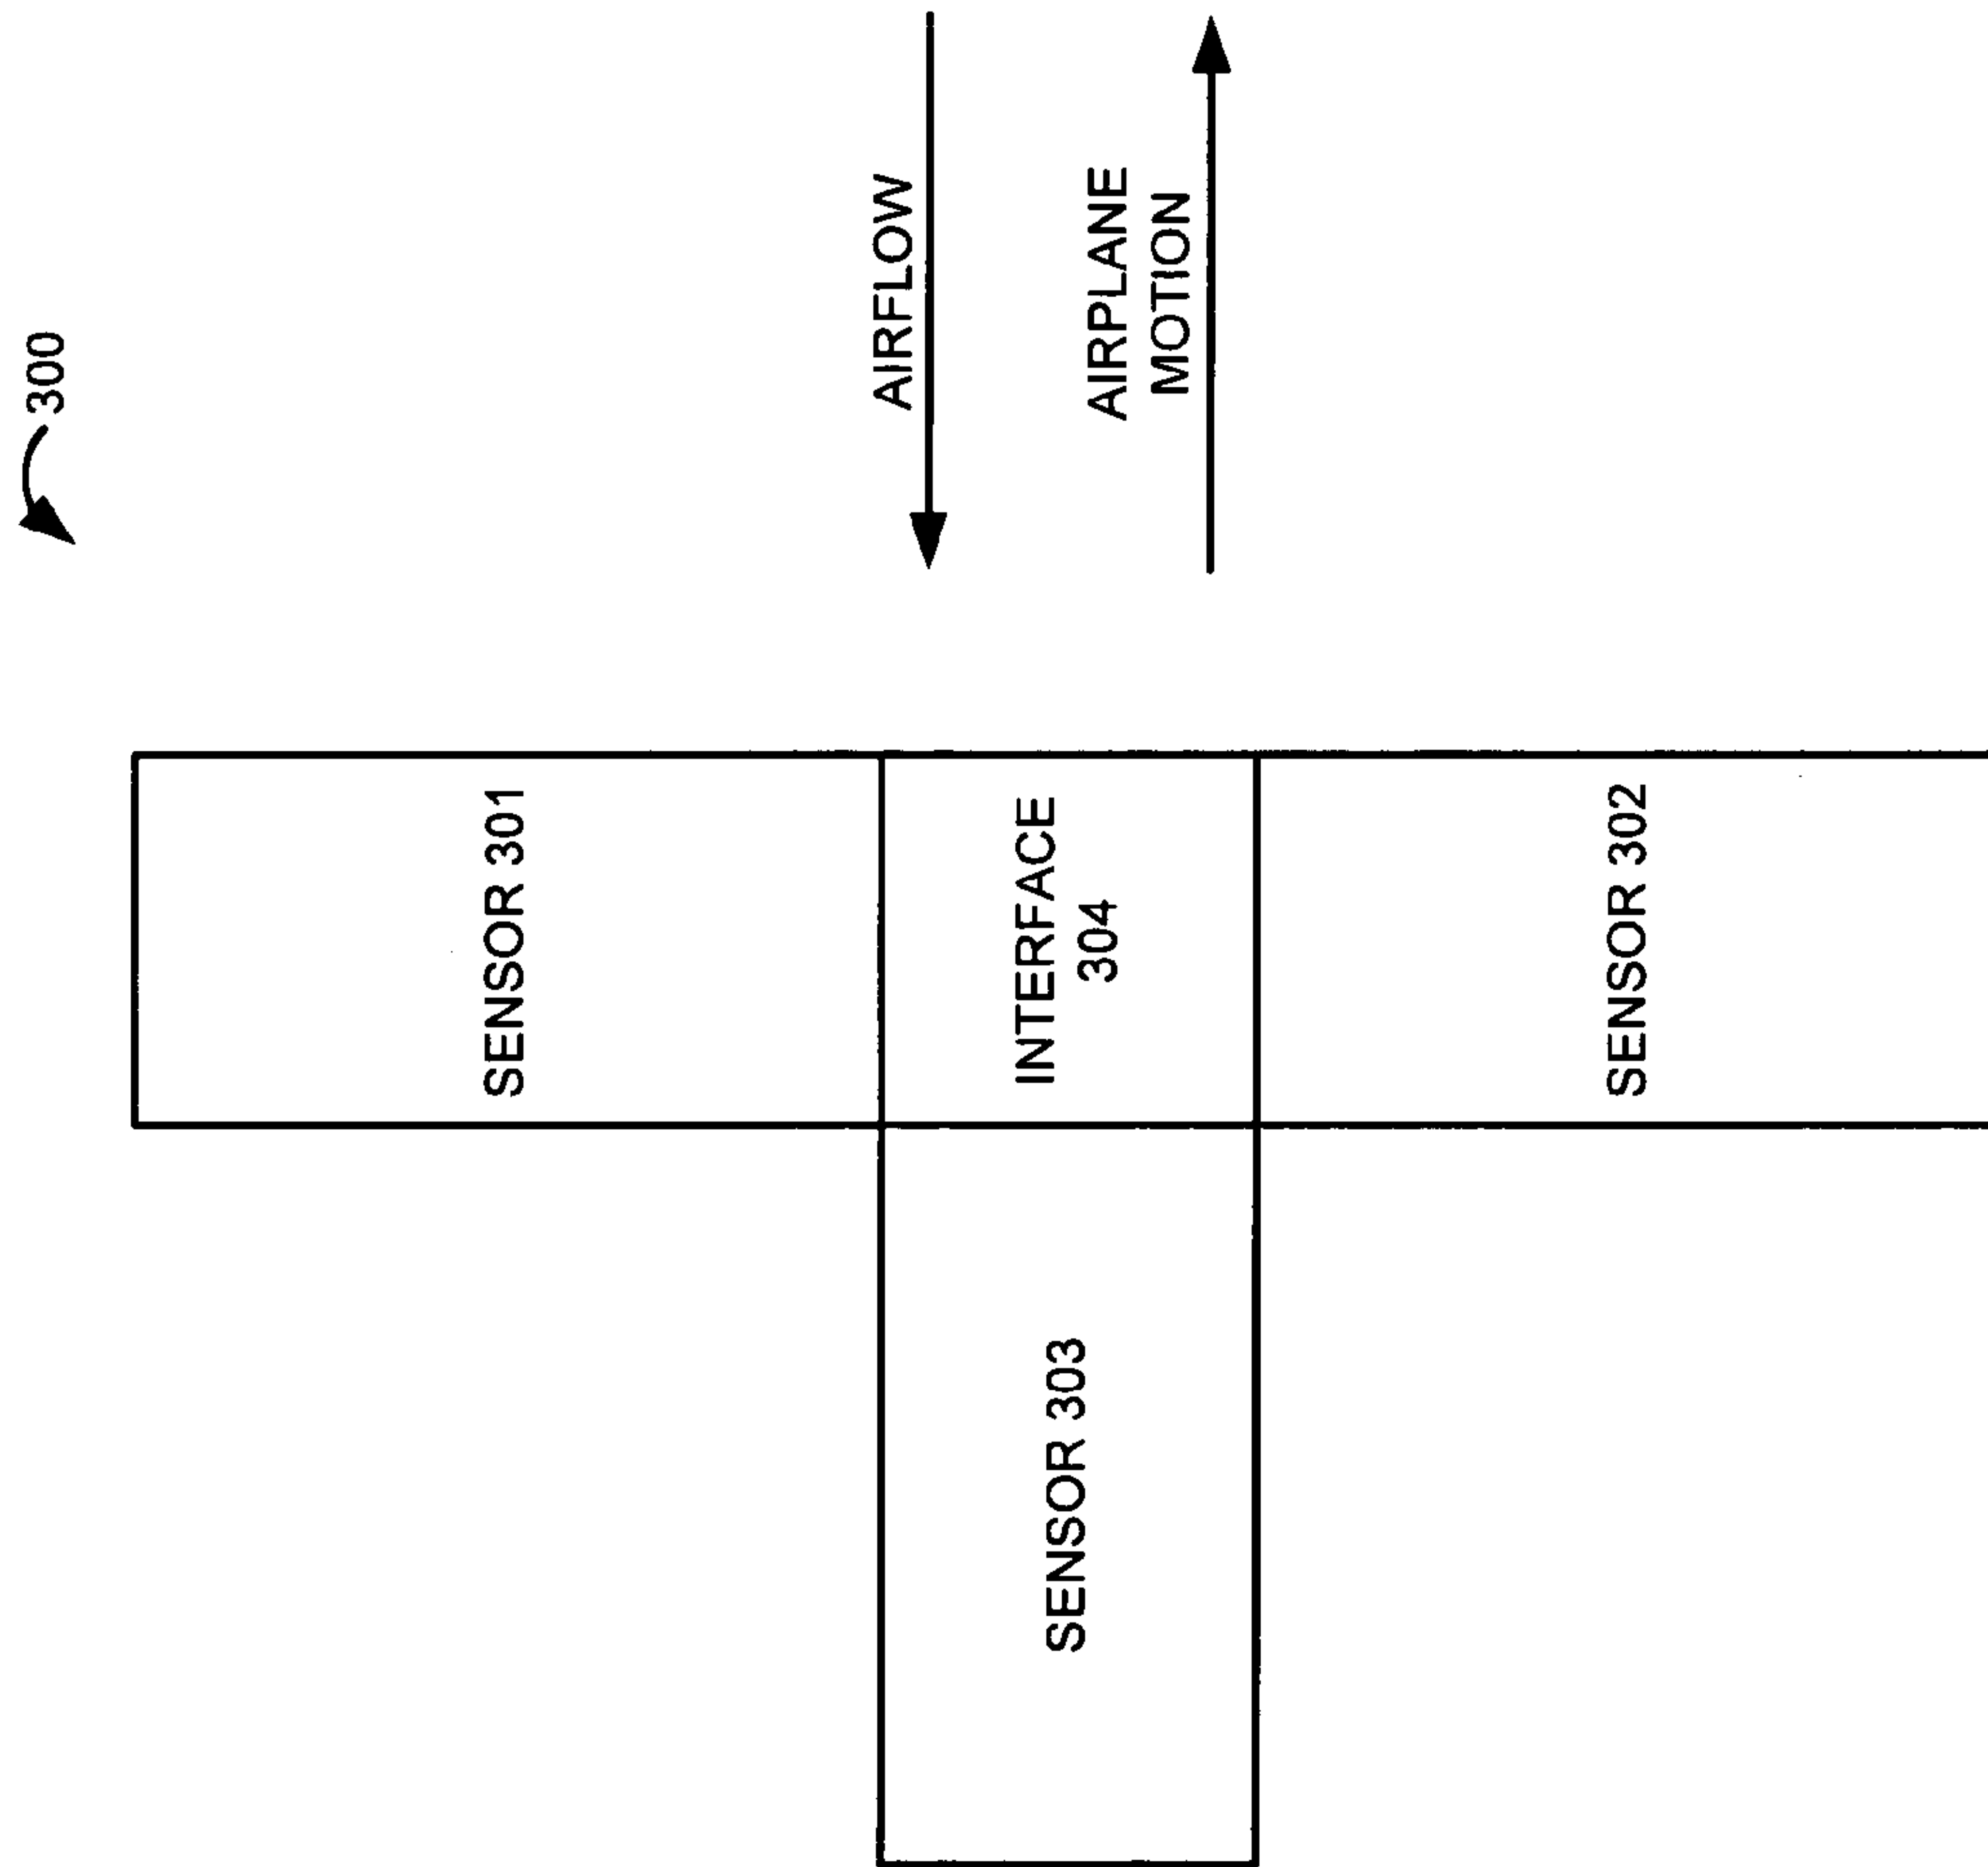 300
AIRFLOW
AIRPLANE
MOTION
SENSOR 301
INTERFACE
304
SENSOR 302
SENSOR 303